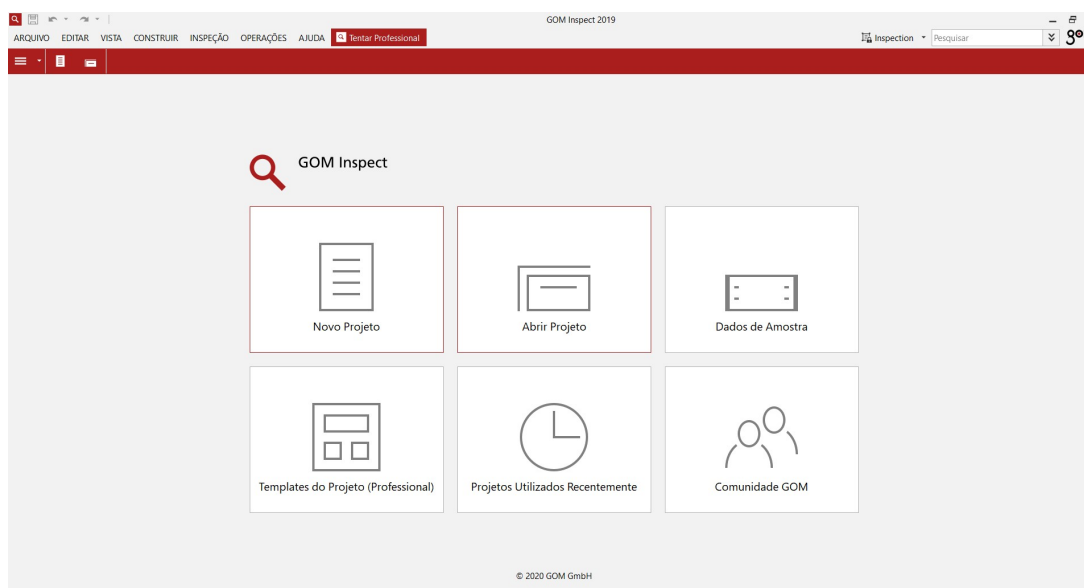 GOM Inspect 2019
ARQUIVO EDITAR VISTA CONSTRUIR INSPEÇÃO OPERAÇÕES AJUDA Tentar Professional Inspection Pesquisar
GOM Inspect
Novo Projeto Abrir Projeto Dados de Amostra
Templates do Projeto (Professional) Projetos Utilizados Recentemente Comunidade GOM
© 2020 GOM GmbH